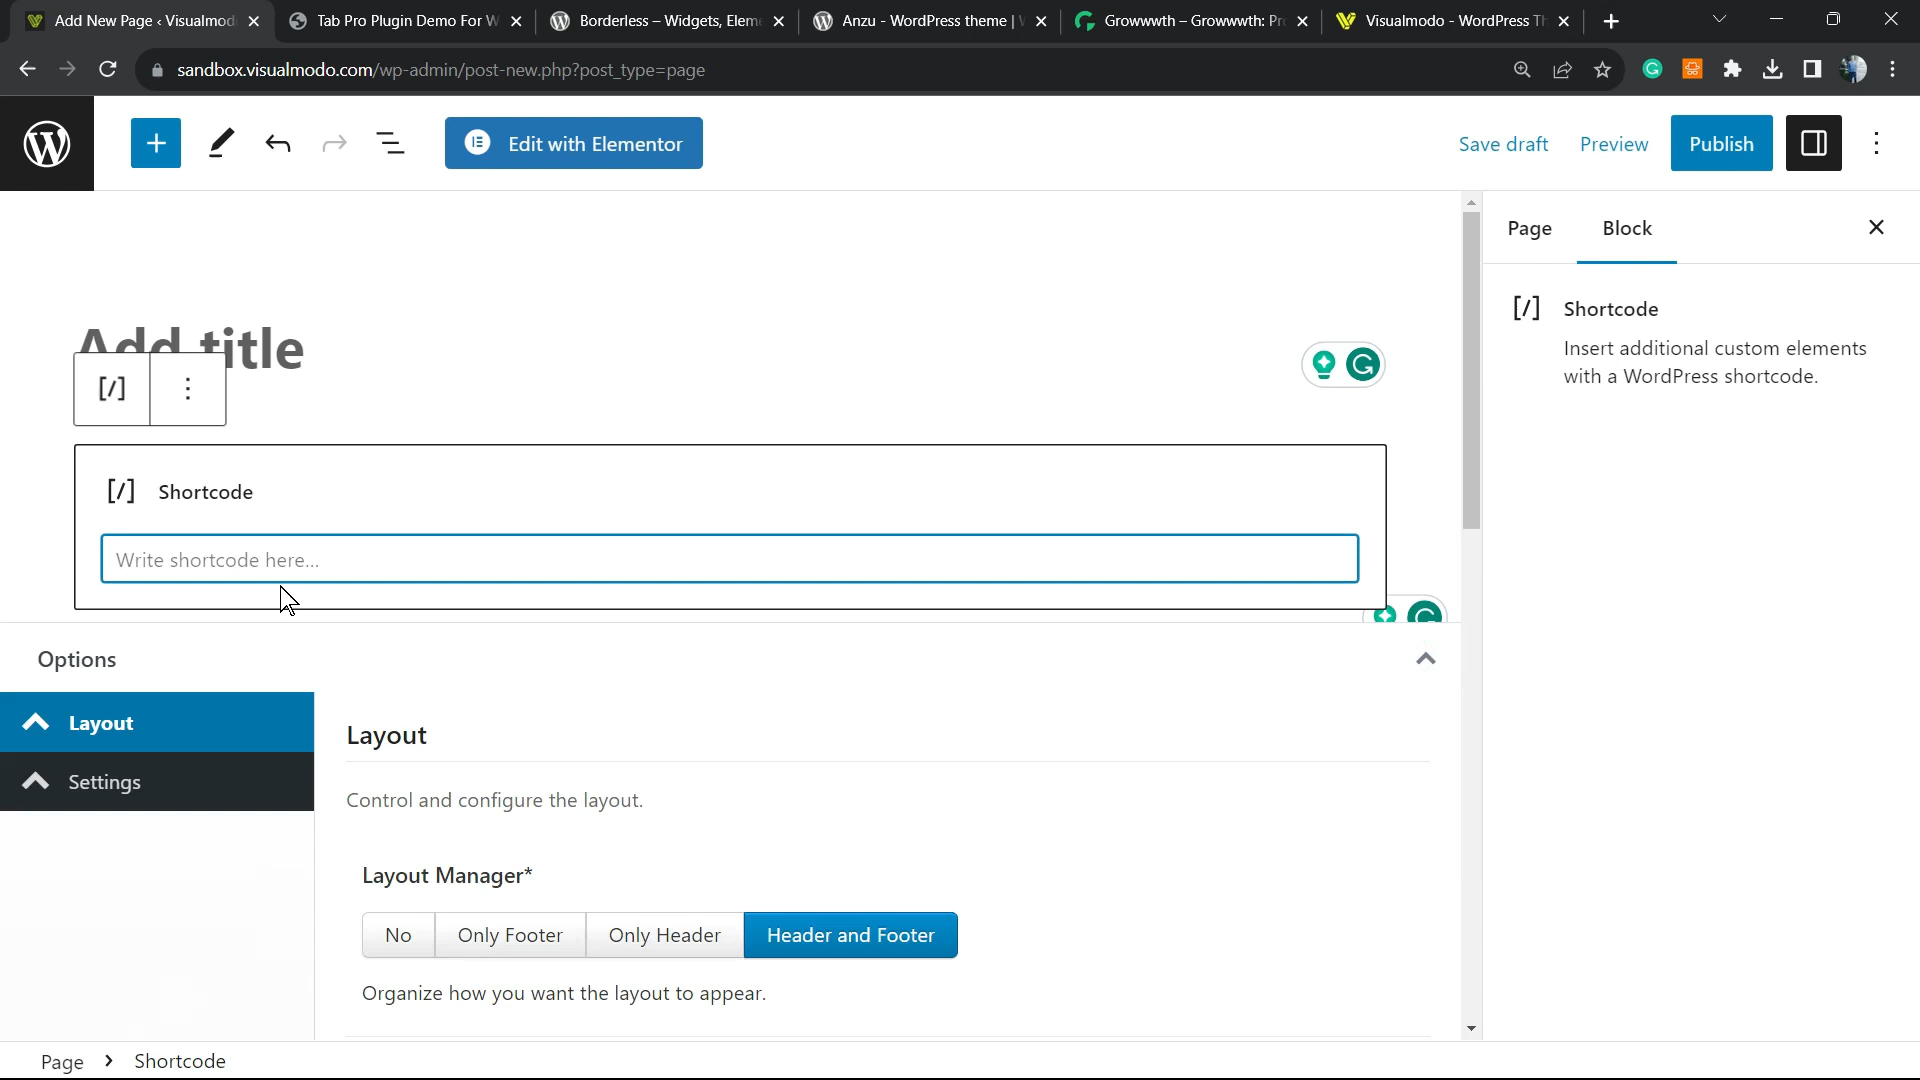 Add New Page ‹ Visualmod
Tab Pro Plugin Demo For W
Borderless – Widgets, Elem
Anzu - WordPress theme |
Growwwth – Growwwth: Pr
Visualmodo - WordPress Th
sandbox.visualmodo.com/wp-admin/post-new.php?post_type=page
Edit with Elementor
Save draft
Preview
Publish
Page
Block
Shortcode
Insert additional custom elements
with a WordPress shortcode.
Add title
[/] Shortcode
Write shortcode here...
Options
Layout
Settings
Layout
Control and configure the layout.
Layout Manager*
No
Only Footer
Only Header
Header and Footer
Organize how you want the layout to appear.
Page › Shortcode